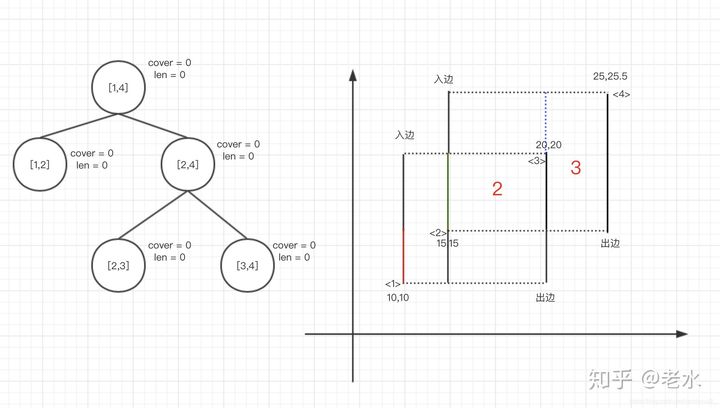 cover = 0
len = 0
[1,4]
cover = 0
len = 0
[1,2]
cover = 0
len = 0
[2,4]
cover = 0
len = 0
[2,3]
cover = 0
len = 0
[3,4]
入边
25,25.5
<4>
入边
20,20
<3>
2
3
<2>
15,15
出边
<1>
10,10
出边
知乎 @老水